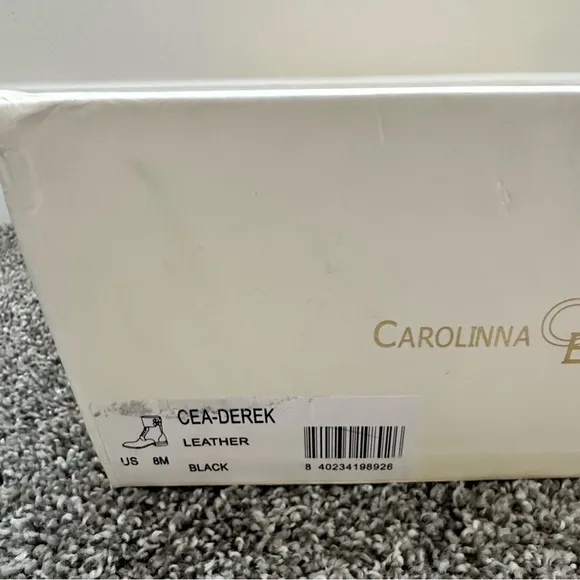 CAROLINNA E
CEA-DEREK
LEATHER
US 8M BLACK
8 40234198926